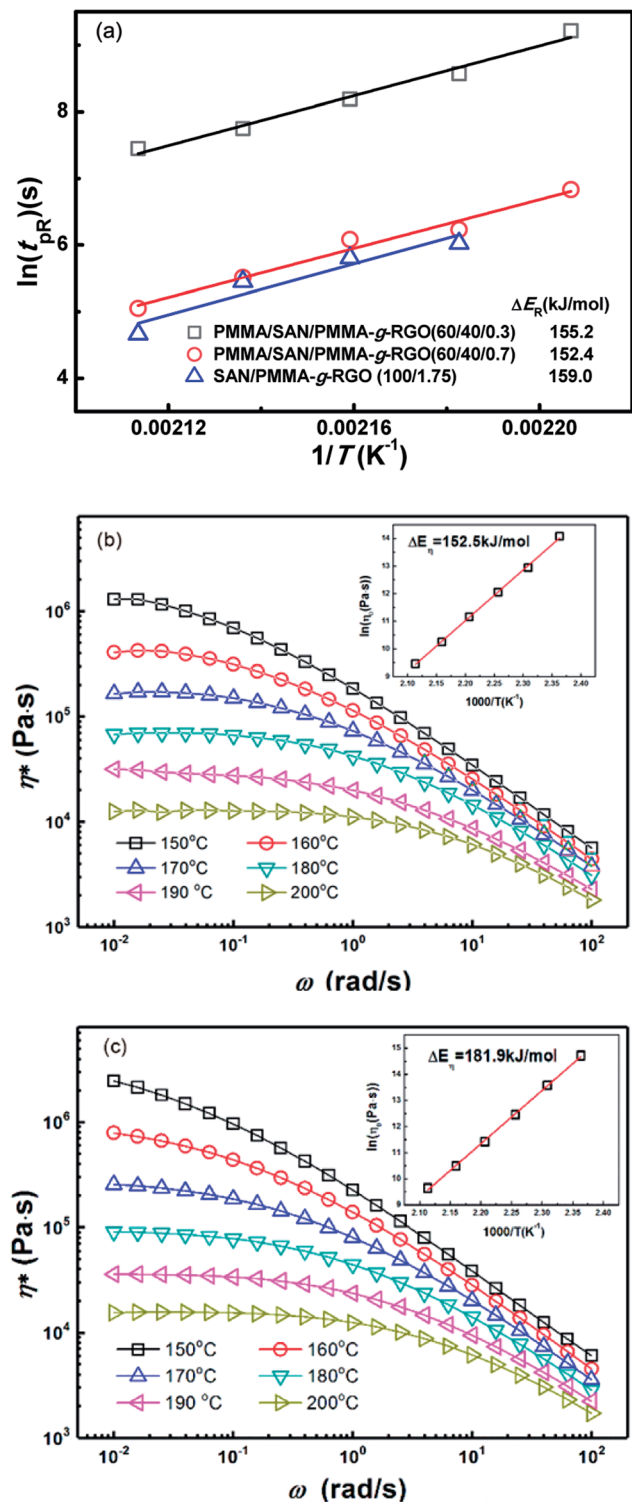 (a)
8
6
4
ln(t_pR)(s)
ΔE_R(kJ/mol)
PMMA/SAN/PMMA-g-RGO(60/40/0.3) 155.2
PMMA/SAN/PMMA-g-RGO(60/40/0.7) 152.4
SAN/PMMA-g-RGO (100/1.75) 159.0
0.00212 0.00216 0.00220
1/T(K⁻¹)
(b)
10⁶
10⁵
10⁴
10³
η* (Pa·s)
ΔE_η=152.5kJ/mol
14
13
12
11
10
9
ln(η₀(Pa·s))
2.10 2.15 2.20 2.25 2.30 2.35 2.40
1000/T(K⁻¹)
150°C 160°C
170°C 180°C
190 °C 200°C
10⁻² 10⁻¹ 10⁰ 10¹ 10²
ω (rad/s)
(c)
10⁶
10⁵
10⁴
10³
η* (Pa·s)
ΔE_η=181.9kJ/mol
15
14
13
12
11
10
9
ln(η₀(Pa·s))
2.10 2.15 2.20 2.25 2.30 2.35 2.40
1000/T(K⁻¹)
150°C 160°C
170°C 180°C
190 °C 200°C
10⁻² 10⁻¹ 10⁰ 10¹ 10²
ω (rad/s)